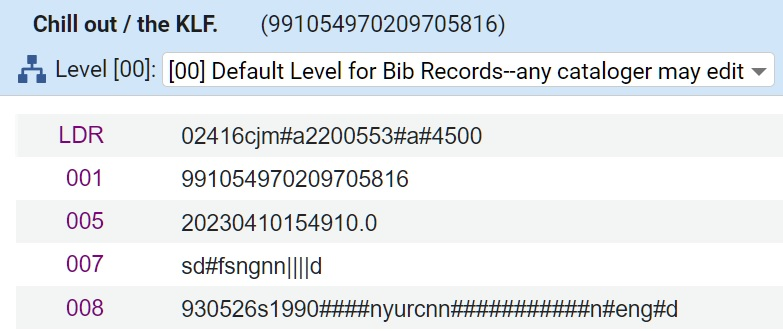 Chill out / the KLF. (991054970209705816)
Level [00]: [00] Default Level for Bib Records--any cataloger may edit
LDR 02416cjm#a2200553#a#4500
001 991054970209705816
005 20230410154910.0
007 sd#fsngnn||||d
008 930526s1990####nyurcnn###########n#eng#d